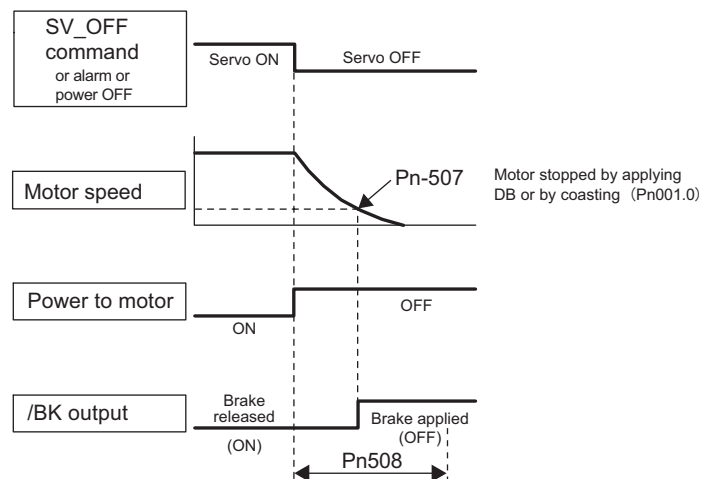 SV_OFF
command
or alarm or
power OFF
Servo ON
Servo OFF
Motor speed
Pn-507
Motor stopped by applying
DB or by coasting (Pn001.0)
Power to motor
ON
OFF
/BK output
Brake
released
(ON)
Brake applied
(OFF)
Pn508